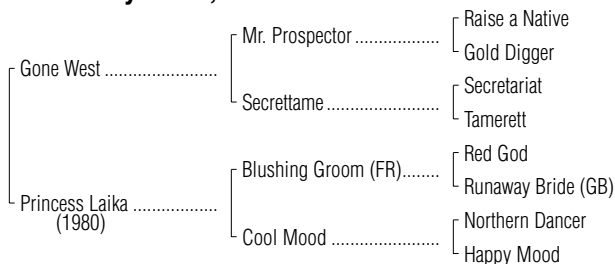 Raise a Native
Mr. Prospector ..................
Gold Digger
Gone West ........................
Secretariat
Secrettame ........................
Tamerett
Red God
Blushing Groom (FR)........
Runaway Bride (GB)
Princess Laika ..................
(1980)
Northern Dancer
Cool Mood ........................
Happy Mood